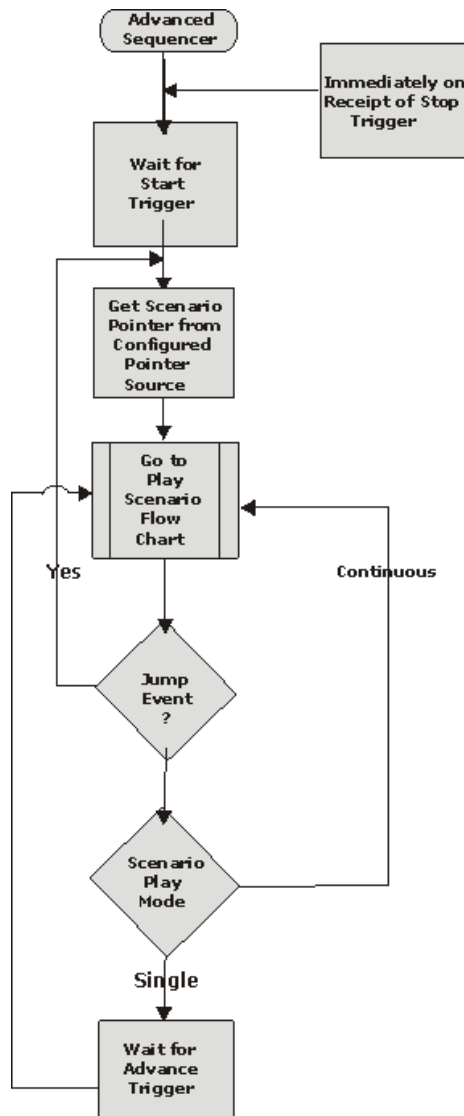 Advanced
Sequencer
Immediately on
Receipt of Stop
Trigger
Wait for
Start
Trigger
Get Scenario
Pointer from
Configured
Pointer
Source
Go to
Play
Scenario
Flow
Chart
Yes
Continuous
Jump
Event
?
Scenario
Play
Mode
Single
Wait for
Advance
Trigger